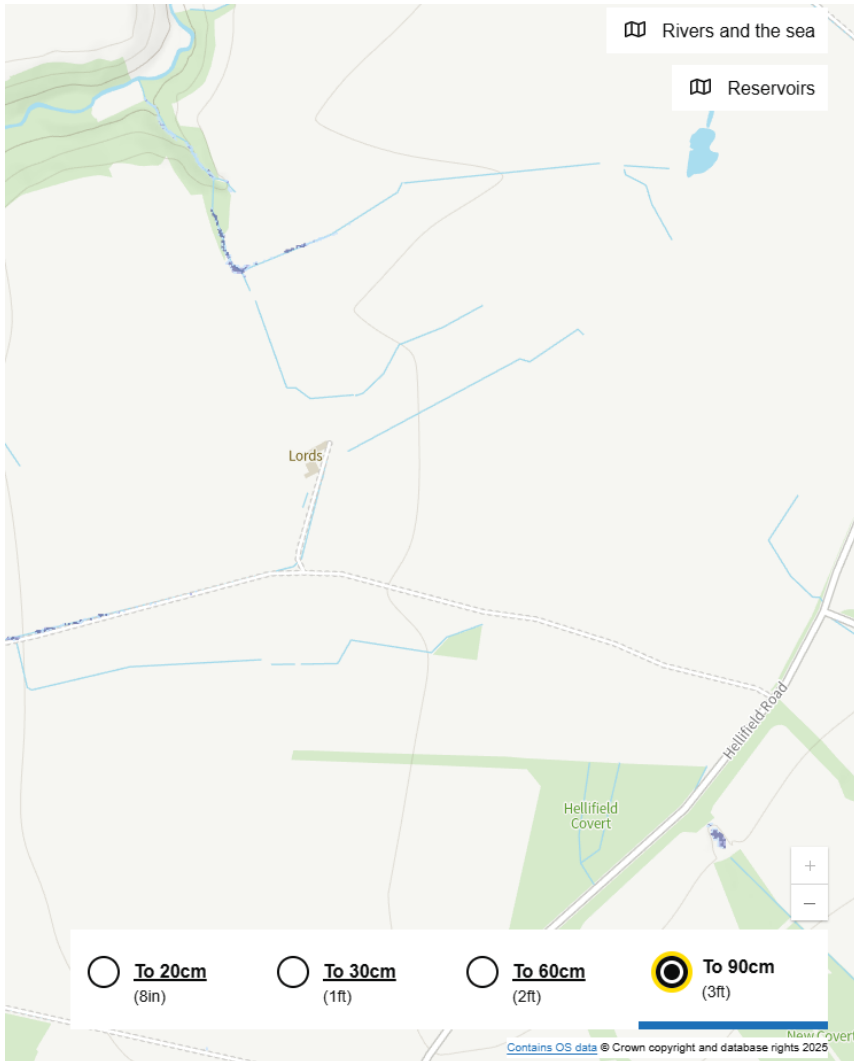 Rivers and the sea
Reservoirs
Lords
Hellifield Road
Hellifield
Covert
+
−
To 20cm
(8in)
To 30cm
(1ft)
To 60cm
(2ft)
To 90cm
(3ft)
New Covert
Contains OS data © Crown copyright and database rights 2025